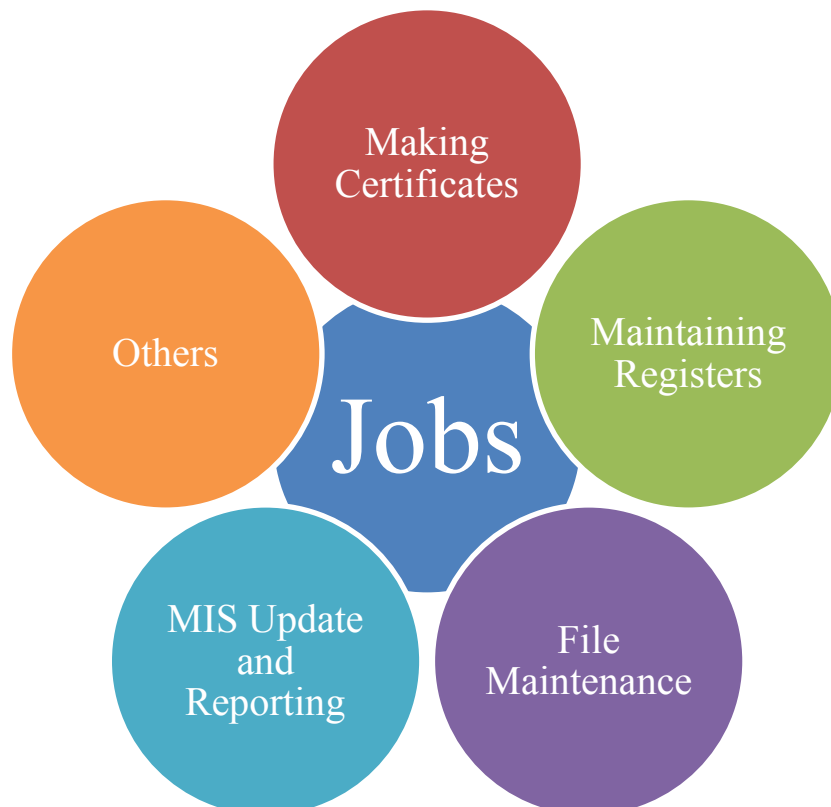 Making
Certificates
Maintaining
Registers
File
Maintenance
MIS Update
and
Reporting
Others
Jobs